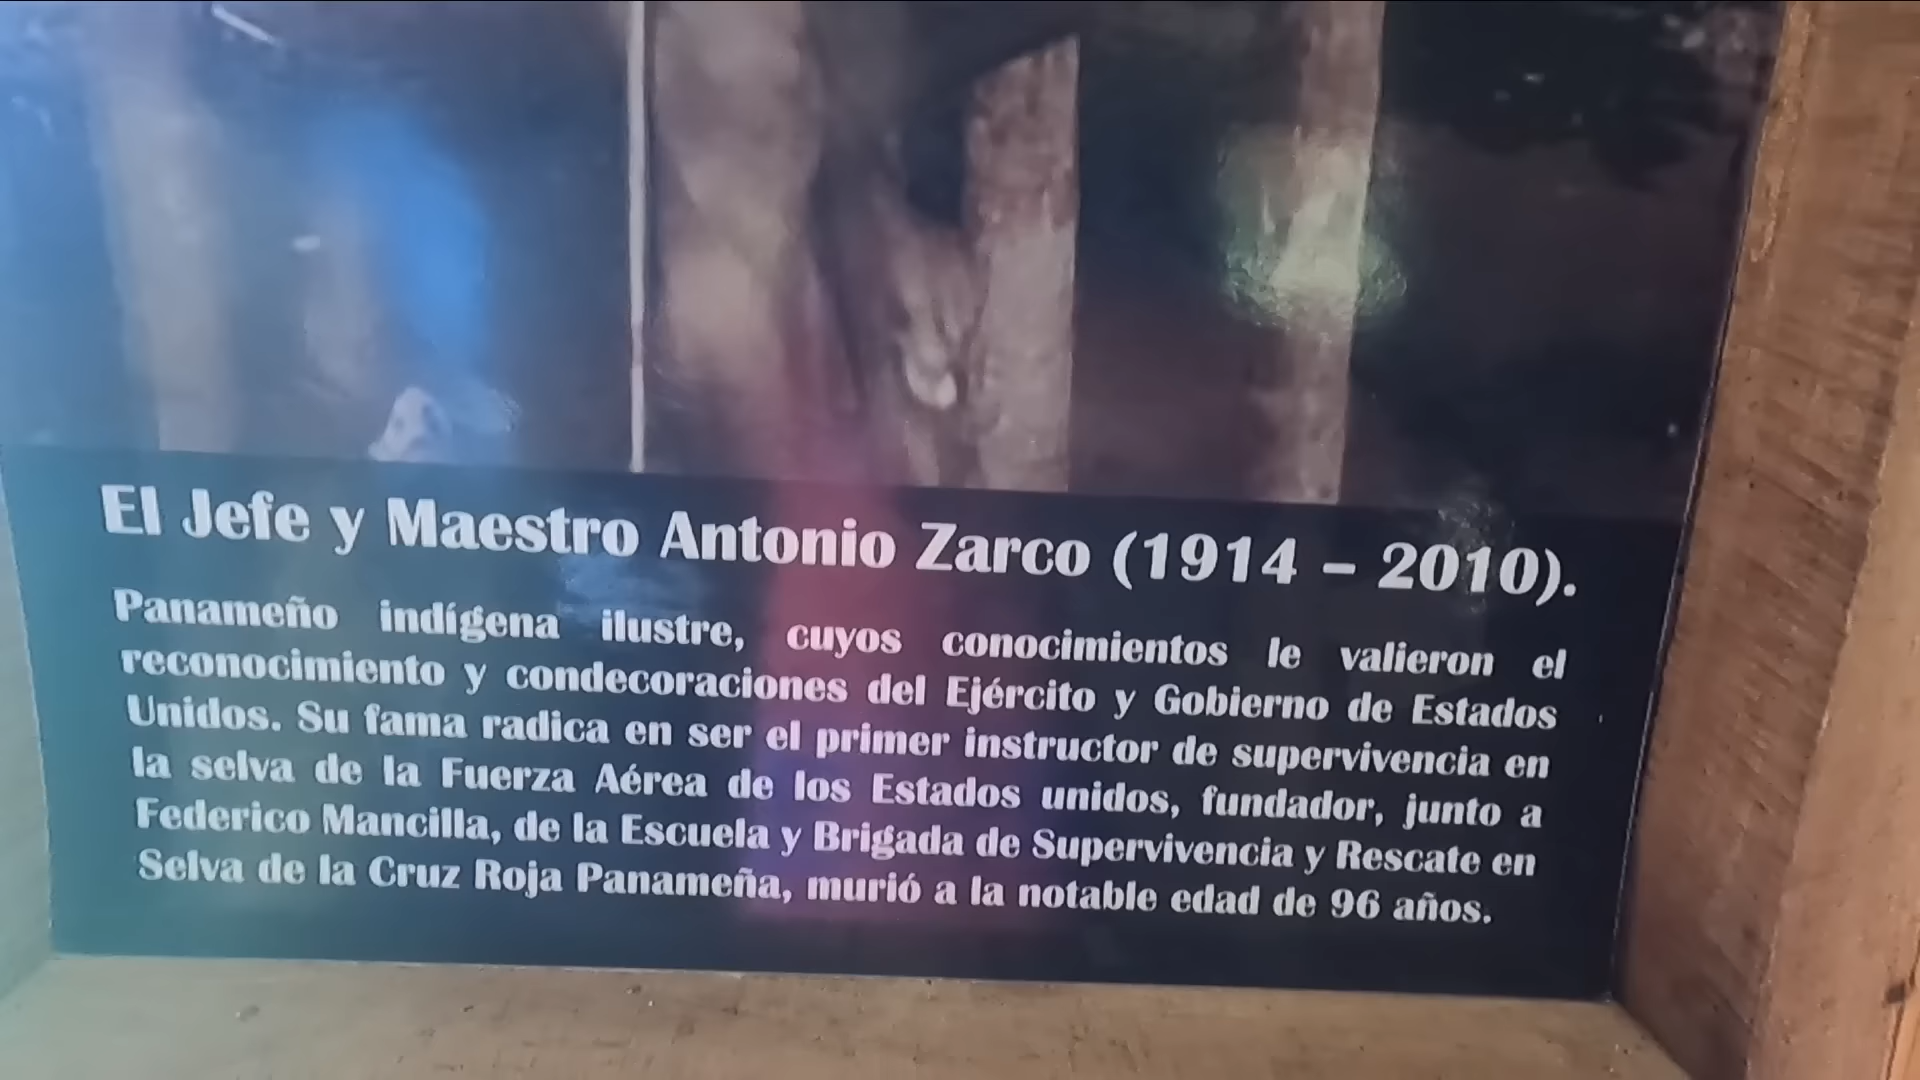 El Jefe y Maestro Antonio Zarco (1914 – 2010).
Panameño indígena ilustre, cuyos conocimientos le valieron el
reconocimiento y condecoraciones del Ejército y Gobierno de Estados
Unidos. Su fama radica en ser el primer instructor de supervivencia en
la selva de la Fuerza Aérea de los Estados unidos, fundador, junto a
Federico Mancilla, de la Escuela y Brigada de Supervivencia y Rescate en
Selva de la Cruz Roja Panameña, murió a la notable edad de 96 años.